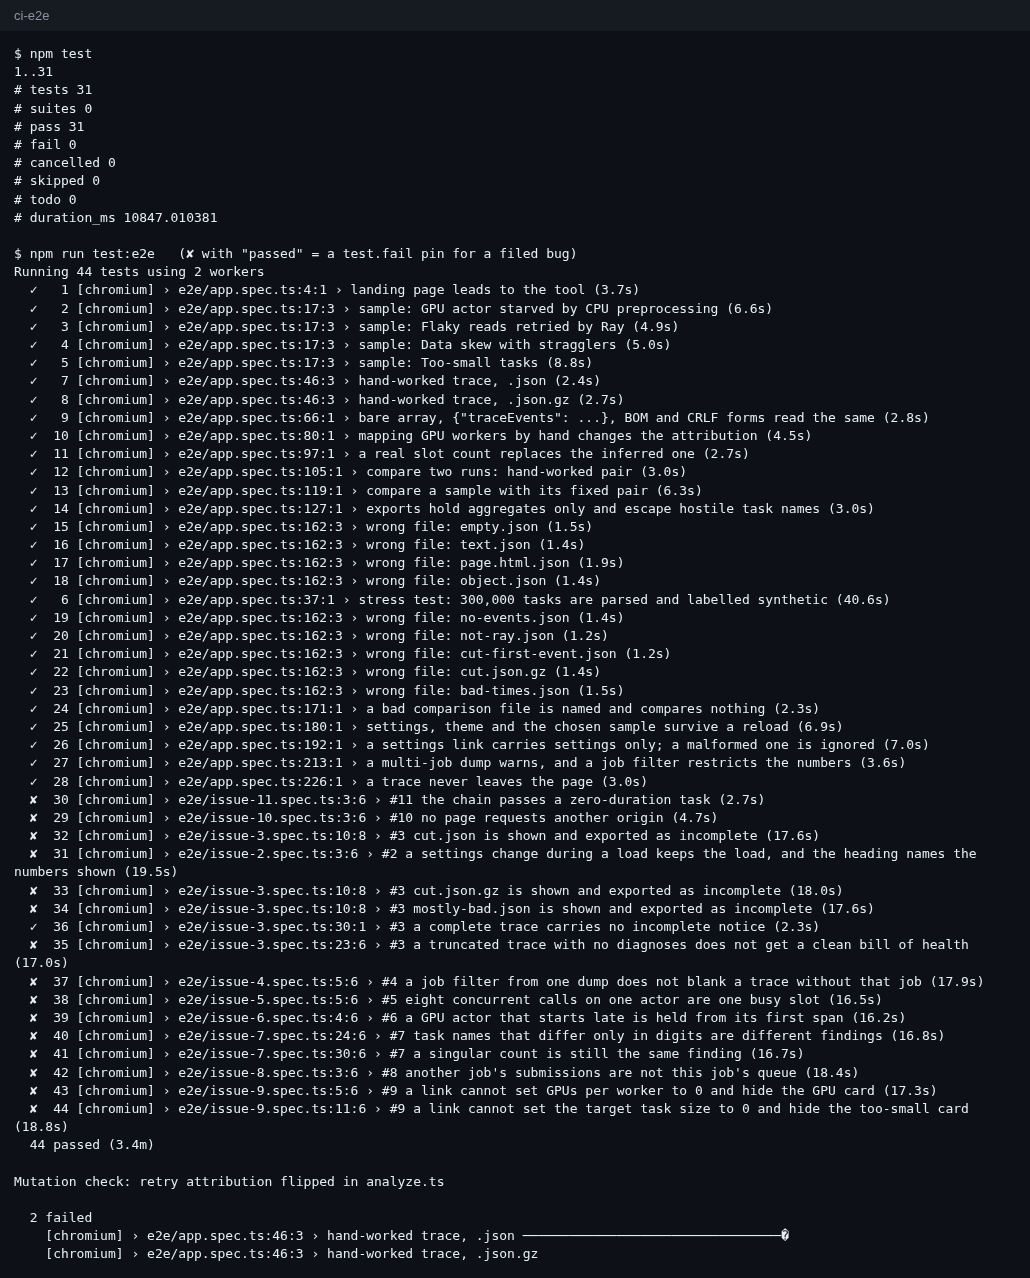 ci-e2e
$ npm test
1..31
# tests 31
# suites 0
# pass 31
# fail 0
# cancelled 0
# skipped 0
# todo 0
# duration_ms 10847.010381
$ npm run test:e2e   (✘ with "passed" = a test.fail pin for a filed bug)
Running 44 tests using 2 workers
  ✓   1 [chromium] › e2e/app.spec.ts:4:1 › landing page leads to the tool (3.7s)
  ✓   2 [chromium] › e2e/app.spec.ts:17:3 › sample: GPU actor starved by CPU preprocessing (6.6s)
  ✓   3 [chromium] › e2e/app.spec.ts:17:3 › sample: Flaky reads retried by Ray (4.9s)
  ✓   4 [chromium] › e2e/app.spec.ts:17:3 › sample: Data skew with stragglers (5.0s)
  ✓   5 [chromium] › e2e/app.spec.ts:17:3 › sample: Too-small tasks (8.8s)
  ✓   7 [chromium] › e2e/app.spec.ts:46:3 › hand-worked trace, .json (2.4s)
  ✓   8 [chromium] › e2e/app.spec.ts:46:3 › hand-worked trace, .json.gz (2.7s)
  ✓   9 [chromium] › e2e/app.spec.ts:66:1 › bare array, {"traceEvents": ...}, BOM and CRLF forms read the same (2.8s)
  ✓  10 [chromium] › e2e/app.spec.ts:80:1 › mapping GPU workers by hand changes the attribution (4.5s)
  ✓  11 [chromium] › e2e/app.spec.ts:97:1 › a real slot count replaces the inferred one (2.7s)
  ✓  12 [chromium] › e2e/app.spec.ts:105:1 › compare two runs: hand-worked pair (3.0s)
  ✓  13 [chromium] › e2e/app.spec.ts:119:1 › compare a sample with its fixed pair (6.3s)
  ✓  14 [chromium] › e2e/app.spec.ts:127:1 › exports hold aggregates only and escape hostile task names (3.0s)
  ✓  15 [chromium] › e2e/app.spec.ts:162:3 › wrong file: empty.json (1.5s)
  ✓  16 [chromium] › e2e/app.spec.ts:162:3 › wrong file: text.json (1.4s)
  ✓  17 [chromium] › e2e/app.spec.ts:162:3 › wrong file: page.html.json (1.9s)
  ✓  18 [chromium] › e2e/app.spec.ts:162:3 › wrong file: object.json (1.4s)
  ✓   6 [chromium] › e2e/app.spec.ts:37:1 › stress test: 300,000 tasks are parsed and labelled synthetic (40.6s)
  ✓  19 [chromium] › e2e/app.spec.ts:162:3 › wrong file: no-events.json (1.4s)
  ✓  20 [chromium] › e2e/app.spec.ts:162:3 › wrong file: not-ray.json (1.2s)
  ✓  21 [chromium] › e2e/app.spec.ts:162:3 › wrong file: cut-first-event.json (1.2s)
  ✓  22 [chromium] › e2e/app.spec.ts:162:3 › wrong file: cut.json.gz (1.4s)
  ✓  23 [chromium] › e2e/app.spec.ts:162:3 › wrong file: bad-times.json (1.5s)
  ✓  24 [chromium] › e2e/app.spec.ts:171:1 › a bad comparison file is named and compares nothing (2.3s)
  ✓  25 [chromium] › e2e/app.spec.ts:180:1 › settings, theme and the chosen sample survive a reload (6.9s)
  ✓  26 [chromium] › e2e/app.spec.ts:192:1 › a settings link carries settings only; a malformed one is ignored (7.0s)
  ✓  27 [chromium] › e2e/app.spec.ts:213:1 › a multi-job dump warns, and a job filter restricts the numbers (3.6s)
  ✓  28 [chromium] › e2e/app.spec.ts:226:1 › a trace never leaves the page (3.0s)
  ✘  30 [chromium] › e2e/issue-11.spec.ts:3:6 › #11 the chain passes a zero-duration task (2.7s)
  ✘  29 [chromium] › e2e/issue-10.spec.ts:3:6 › #10 no page requests another origin (4.7s)
  ✘  32 [chromium] › e2e/issue-3.spec.ts:10:8 › #3 cut.json is shown and exported as incomplete (17.6s)
  ✘  31 [chromium] › e2e/issue-2.spec.ts:3:6 › #2 a settings change during a load keeps the load, and the heading names the
numbers shown (19.5s)
  ✘  33 [chromium] › e2e/issue-3.spec.ts:10:8 › #3 cut.json.gz is shown and exported as incomplete (18.0s)
  ✘  34 [chromium] › e2e/issue-3.spec.ts:10:8 › #3 mostly-bad.json is shown and exported as incomplete (17.6s)
  ✓  36 [chromium] › e2e/issue-3.spec.ts:30:1 › #3 a complete trace carries no incomplete notice (2.3s)
  ✘  35 [chromium] › e2e/issue-3.spec.ts:23:6 › #3 a truncated trace with no diagnoses does not get a clean bill of health
(17.0s)
  ✘  37 [chromium] › e2e/issue-4.spec.ts:5:6 › #4 a job filter from one dump does not blank a trace without that job (17.9s)
  ✘  38 [chromium] › e2e/issue-5.spec.ts:5:6 › #5 eight concurrent calls on one actor are one busy slot (16.5s)
  ✘  39 [chromium] › e2e/issue-6.spec.ts:4:6 › #6 a GPU actor that starts late is held from its first span (16.2s)
  ✘  40 [chromium] › e2e/issue-7.spec.ts:24:6 › #7 task names that differ only in digits are different findings (16.8s)
  ✘  41 [chromium] › e2e/issue-7.spec.ts:30:6 › #7 a singular count is still the same finding (16.7s)
  ✘  42 [chromium] › e2e/issue-8.spec.ts:3:6 › #8 another job's submissions are not this job's queue (18.4s)
  ✘  43 [chromium] › e2e/issue-9.spec.ts:5:6 › #9 a link cannot set GPUs per worker to 0 and hide the GPU card (17.3s)
  ✘  44 [chromium] › e2e/issue-9.spec.ts:11:6 › #9 a link cannot set the target task size to 0 and hide the too-small card
(18.8s)
  44 passed (3.4m)
Mutation check: retry attribution flipped in analyze.ts
  2 failed
    [chromium] › e2e/app.spec.ts:46:3 › hand-worked trace, .json ─────────────────────────────────�
    [chromium] › e2e/app.spec.ts:46:3 › hand-worked trace, .json.gz